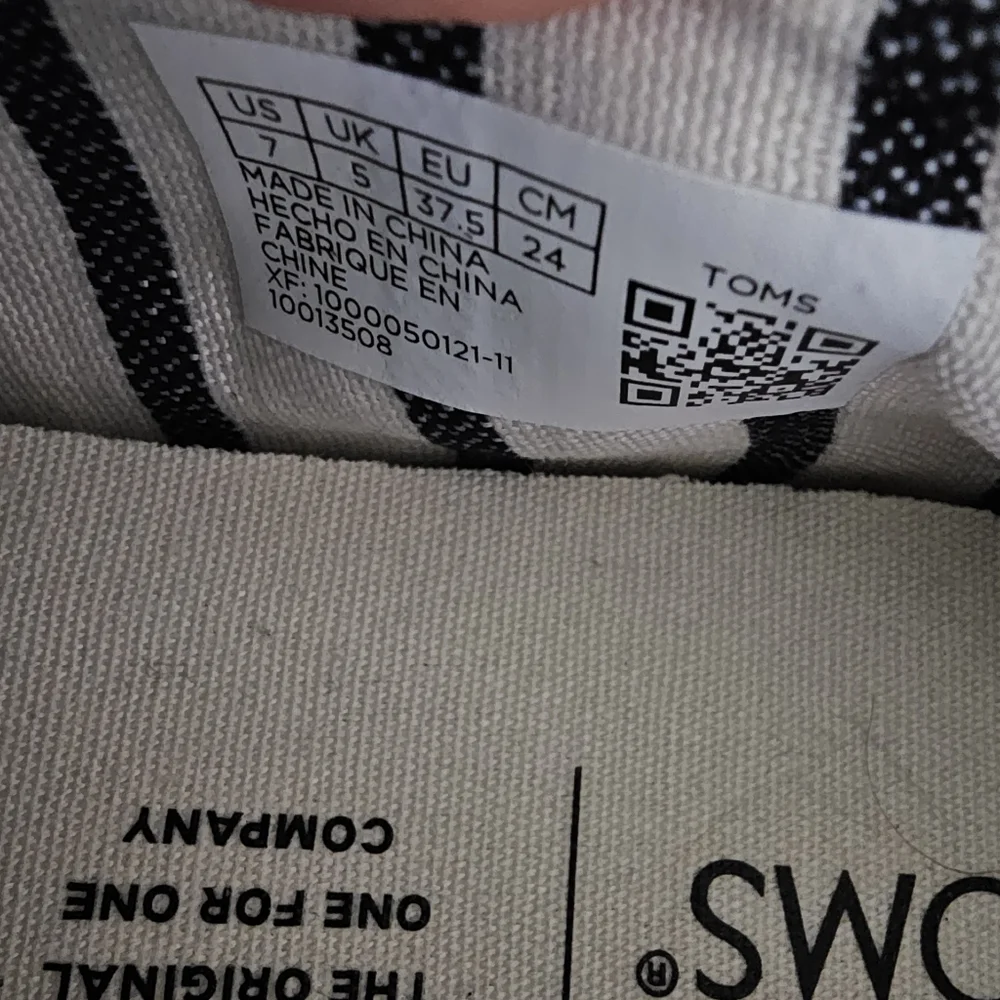 US UK EU CM
7 5 37.5 24
MADE IN CHINA
HECHO EN CHINA
FABRIQUE EN
CHINE
XF: 1000050121-11
10013508
TOMS
OMS®
THE ORIGINAL
ONE FOR ONE
COMPANY